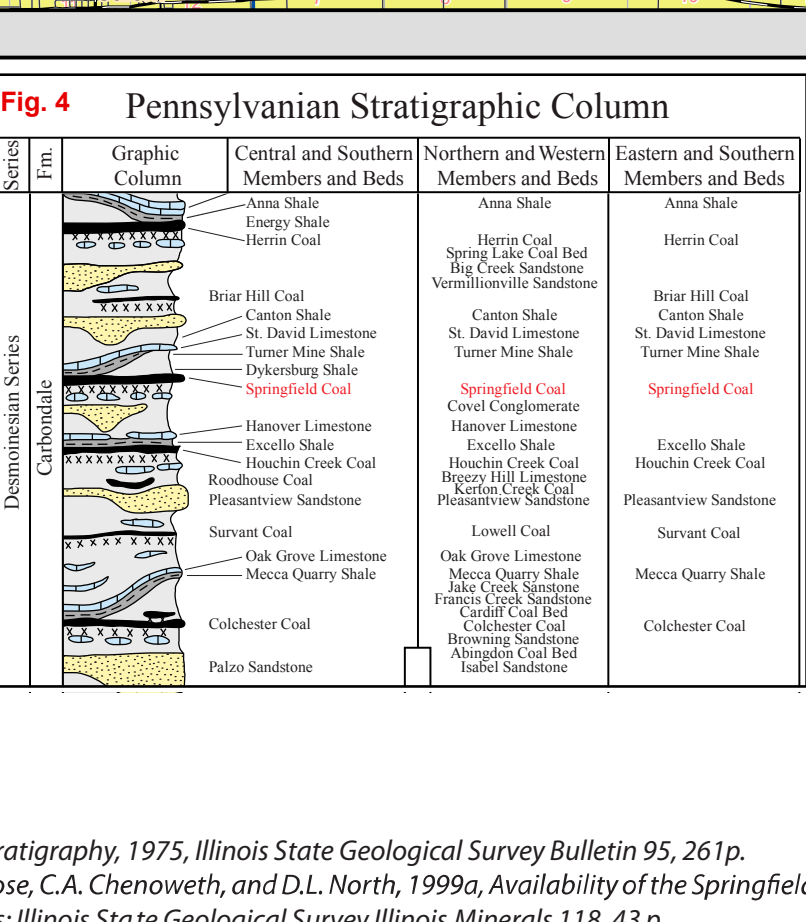 Fig. 4 Pennsylvanian Stratigraphic Column
Series
Fm.
Graphic
Column
Central and Southern
Members and Beds
Northern and Western
Members and Beds
Eastern and Southern
Members and Beds
Desmoinesian Series
Carbondale
Anna Shale
Energy Shale
Herrin Coal
Briar Hill Coal
Canton Shale
St. David Limestone
Turner Mine Shale
Dykersburg Shale
Springfield Coal
Hanover Limestone
Excello Shale
Houchin Creek Coal
Roodhouse Coal
Pleasantview Sandstone
Survant Coal
Oak Grove Limestone
Mecca Quarry Shale
Colchester Coal
Palzo Sandstone
Anna Shale
Herrin Coal
Spring Lake Coal Bed
Big Creek Sandstone
Vermillionville Sandstone
Canton Shale
St. David Limestone
Turner Mine Shale
Springfield Coal
Covel Conglomerate
Hanover Limestone
Excello Shale
Houchin Creek Coal
Breezy Hill Limestone
Kerton Creek Coal
Pleasantview Sandstone
Lowell Coal
Oak Grove Limestone
Mecca Quarry Shale
Jake Creek Sanstone
Francis Creek Sandstone
Cardiff Coal Bed
Colchester Coal
Browning Sandstone
Abingdon Coal Bed
Isabel Sandstone
Anna Shale
Herrin Coal
Briar Hill Coal
Canton Shale
St. David Limestone
Turner Mine Shale
Springfield Coal
Excello Shale
Houchin Creek Coal
Pleasantview Sandstone
Survant Coal
Mecca Quarry Shale
Colchester Coal
ratigraphy, 1975, Illinois State Geological Survey Bulletin 95, 261p.
ose, C.A. Chenoweth, and D.L. North, 1999a, Availability of the Springfield
s: Illinois State Geological Survey Illinois Minerals 118, 43 p.